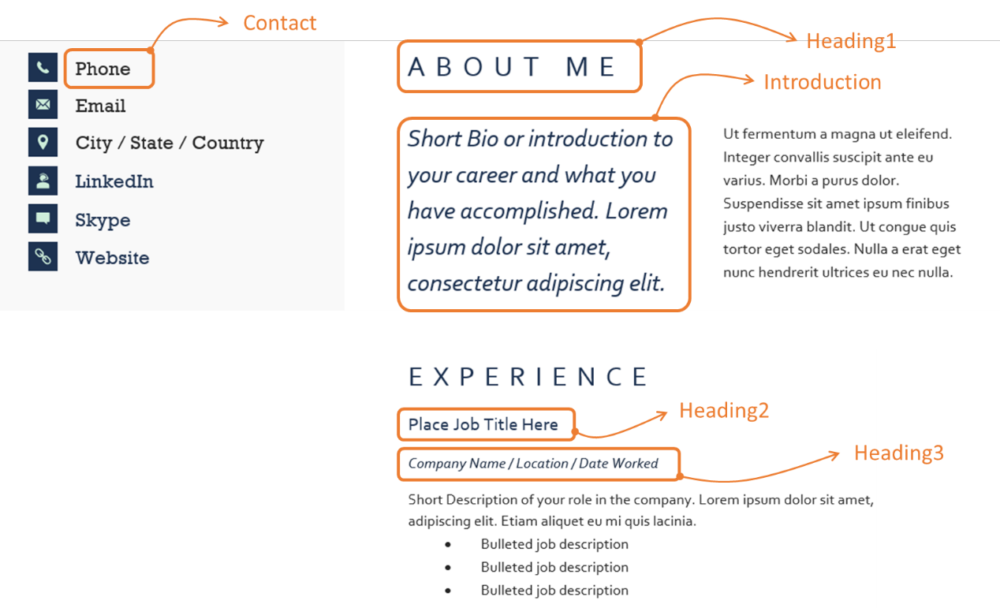 Contact
Phone
Email
City / State / Country
LinkedIn
Skype
Website
Heading1
ABOUT ME
Introduction
Short Bio or introduction to
your career and what you
have accomplished. Lorem
ipsum dolor sit amet,
consectetur adipiscing elit.
Ut fermentum a magna ut eleifend.
Integer convallis suscipit ante eu
varius. Morbi a purus dolor.
Suspendisse sit amet ipsum finibus
justo viverra blandit. Ut congue quis
tortor eget sodales. Nulla a erat eget
nunc hendrerit ultrices eu nec nulla.
EXPERIENCE
Place Job Title Here
Heading2
Company Name / Location / Date Worked
Heading3
Short Description of your role in the company. Lorem ipsum dolor sit amet,
adipiscing elit. Etiam aliquet eu mi quis lacinia.
• Bulleted job description
• Bulleted job description
• Bulleted job description